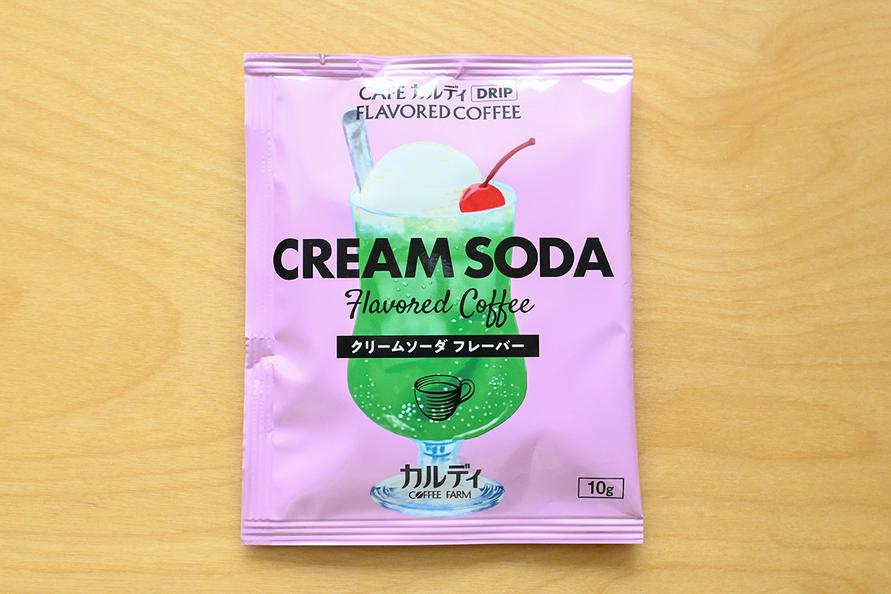 CAFE カルディ DRIP
FLAVORED COFFEE
CREAM SODA
Flavored Coffee
クリームソーダ フレーバー
カルディ
COFFEE FARM
10g